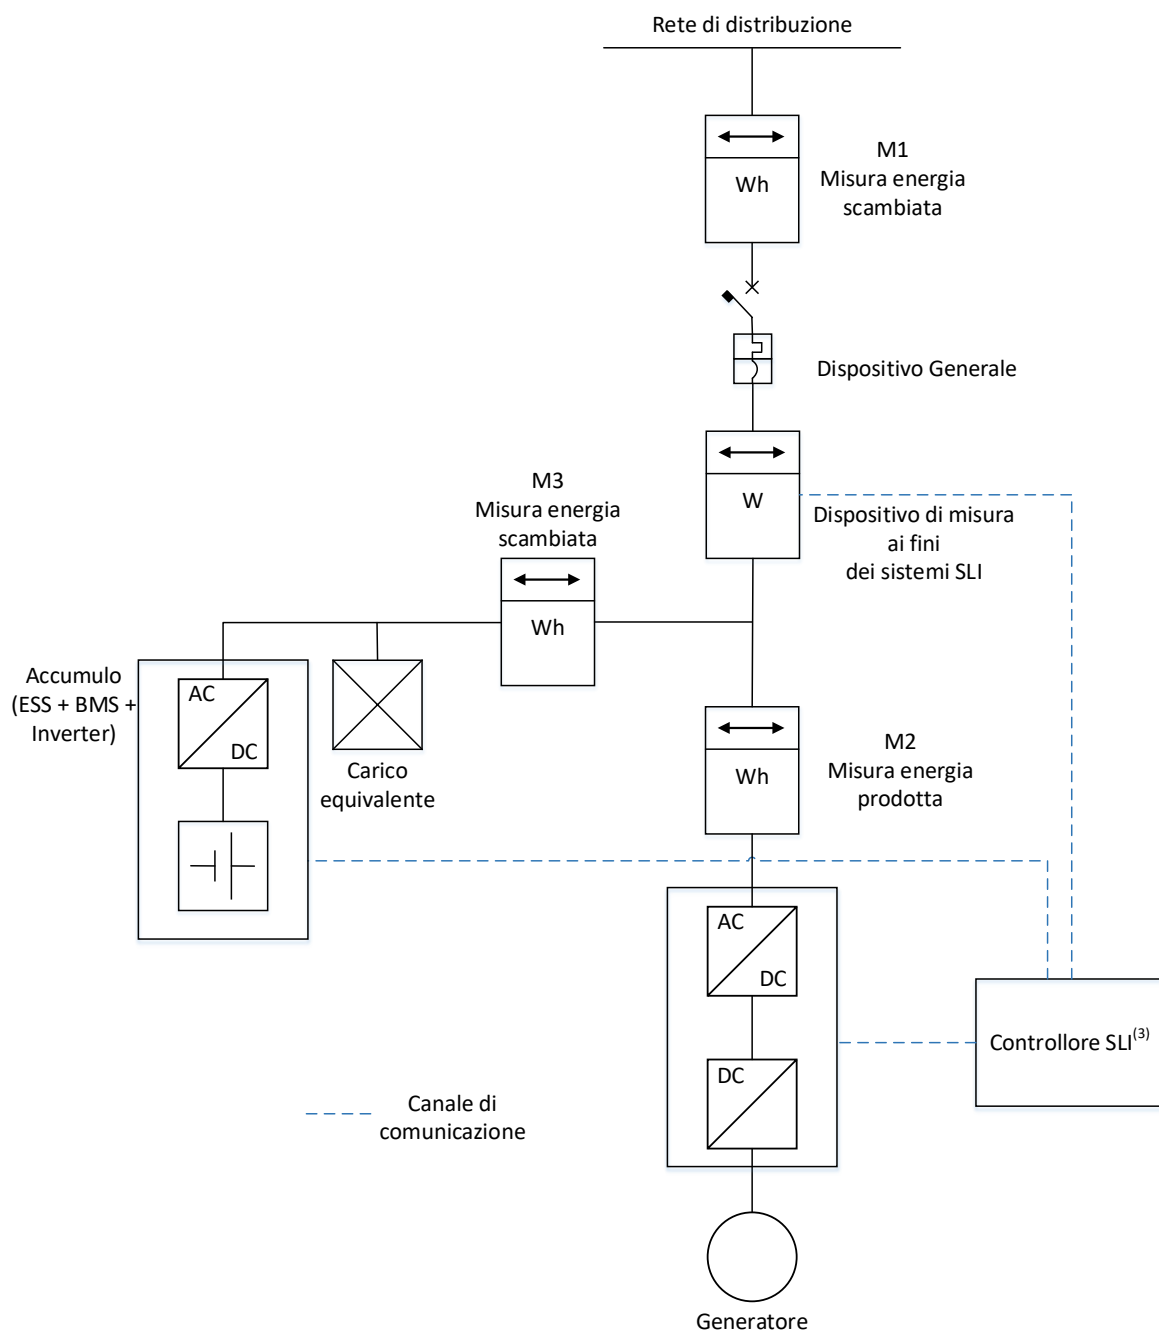 Rete di distribuzione
M1
Misura energia
scambiata
Wh
Dispositivo Generale
M3
Misura energia
scambiata
W
Dispositivo di misura
ai fini
dei sistemi SLI
Wh
Accumulo
(ESS + BMS +
Inverter)
AC
DC
Carico
equivalente
M2
Misura energia
prodotta
Wh
AC
DC
Controllore SLI(3)
DC
Canale di
comunicazione
Generatore